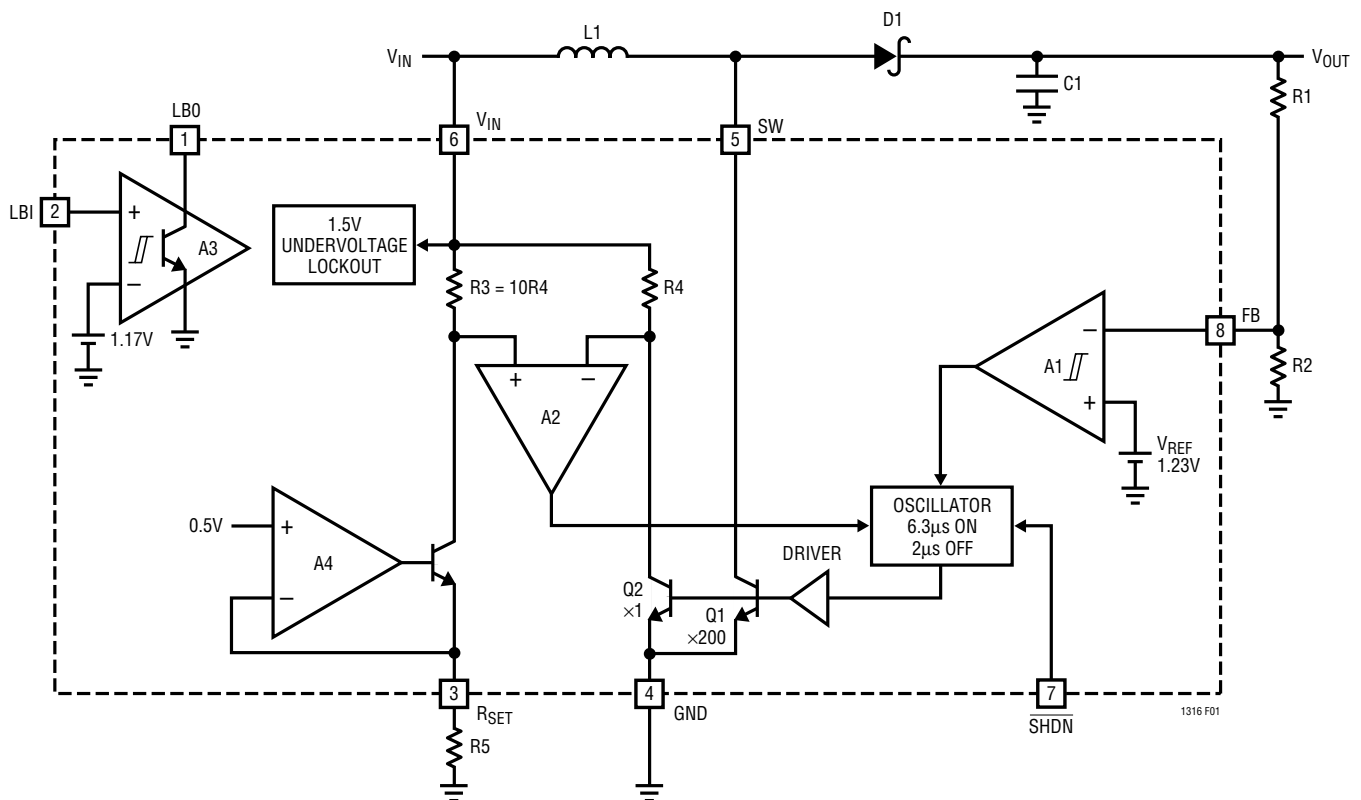 D1
L1
VIN
VOUT
C1
R1
LB0
VIN
SW
1
6
5
LBI
2
+
A3
−
1.17V
1.5V
UNDERVOLTAGE
LOCKOUT
R3 = 10R4
R4
+
−
A2
FB
8
−
A1
+
R2
VREF
1.23V
OSCILLATOR
6.3µs ON
2µs OFF
0.5V
+
A4
−
DRIVER
Q2
×1
Q1
×200
3
RSET
4
GND
7
SHDN
R5
1316 F01